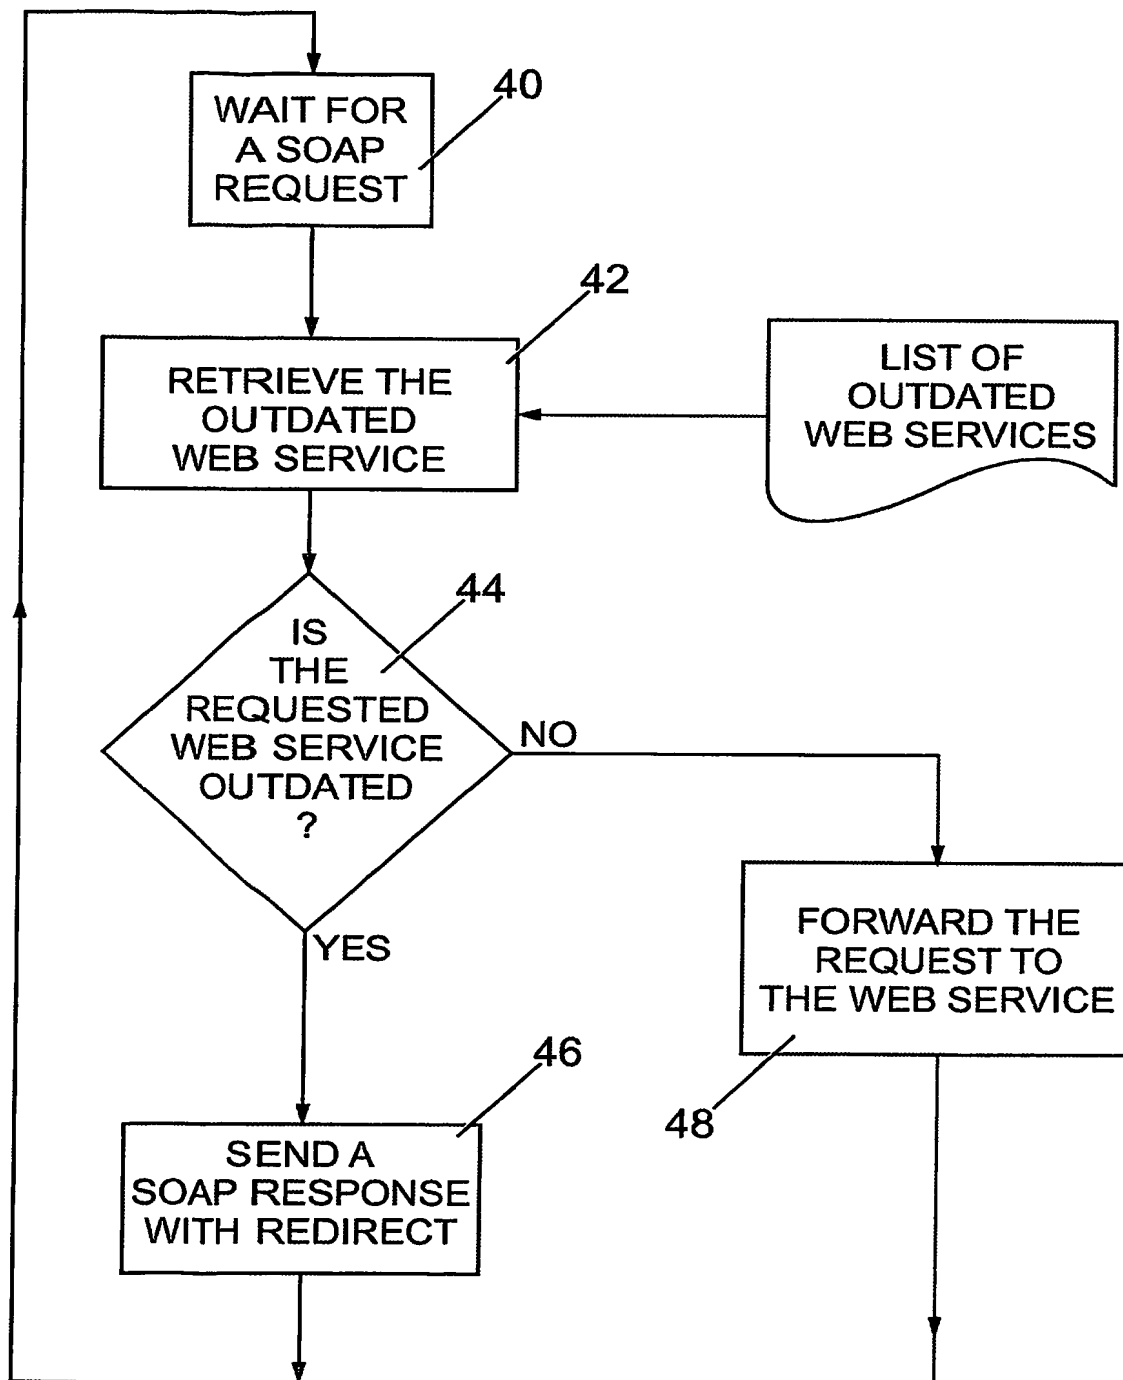 WAIT FOR
A SOAP
REQUEST
40
RETRIEVE THE
OUTDATED
WEB SERVICE
42
LIST OF
OUTDATED
WEB SERVICES
IS
THE
REQUESTED
WEB SERVICE
OUTDATED
?
44
NO
YES
FORWARD THE
REQUEST TO
THE WEB SERVICE
48
SEND A
SOAP RESPONSE
WITH REDIRECT
46